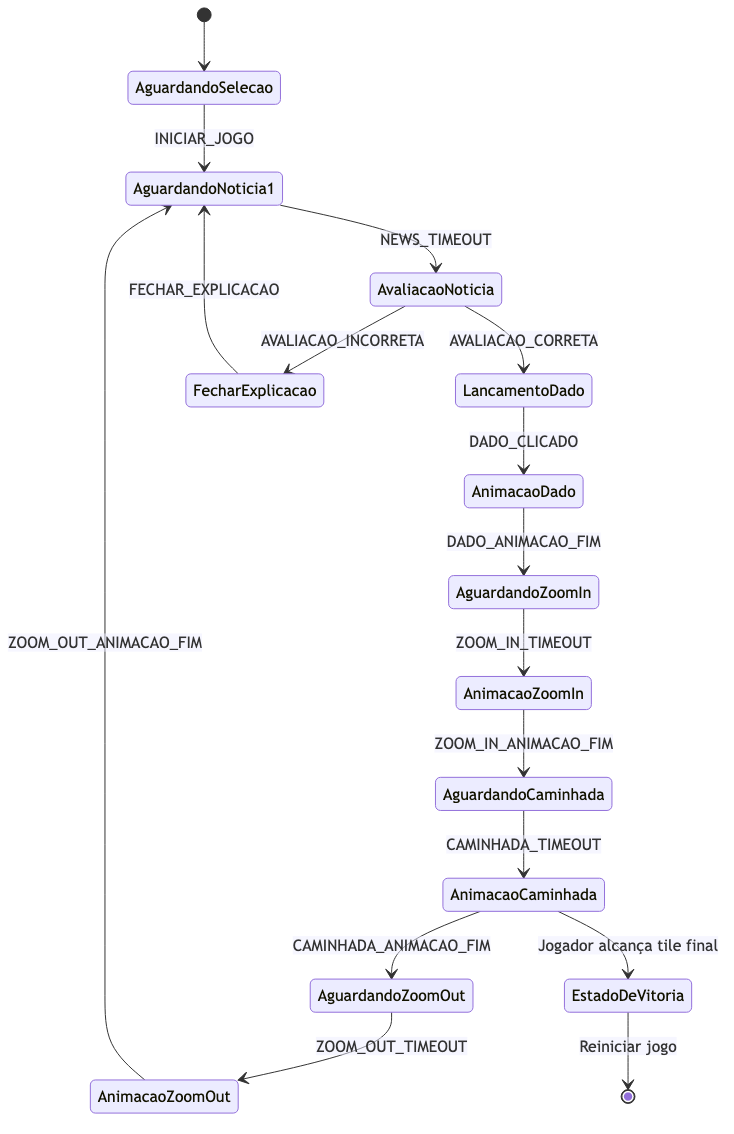 AguardandoSelecao
INICIAR_JOGO
AguardandoNoticia1
NEWS_TIMEOUT
FECHAR_EXPLICACAO
AvaliacaoNoticia
AVALIACAO_INCORRETA
AVALIACAO_CORRETA
FecharExplicacao
LancamentoDado
DADO_CLICADO
AnimacaoDado
DADO_ANIMACAO_FIM
AguardandoZoomIn
ZOOM_OUT_ANIMACAO_FIM
ZOOM_IN_TIMEOUT
AnimacaoZoomIn
ZOOM_IN_ANIMACAO_FIM
AguardandoCaminhada
CAMINHADA_TIMEOUT
AnimacaoCaminhada
CAMINHADA_ANIMACAO_FIM
Jogador alcança tile final
AguardandoZoomOut
EstadoDeVitoria
ZOOM_OUT_TIMEOUT
Reiniciar jogo
AnimacaoZoomOut